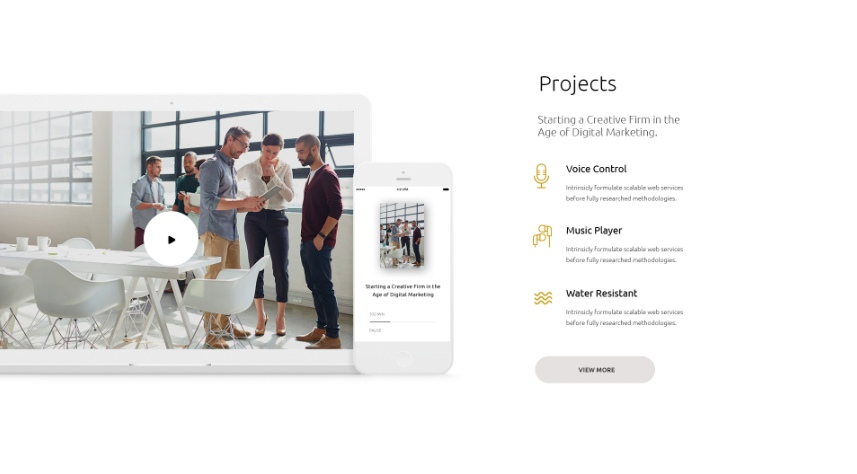 Projects
Starting a Creative Firm in the
Age of Digital Marketing.
Voice Control
Intrinsicly formulate scalable web services
before fully researched methodologies.
Music Player
Intrinsicly formulate scalable web services
before fully researched methodologies.
Water Resistant
Intrinsicly formulate scalable web services
before fully researched methodologies.
VIEW MORE
Starting a Creative Firm in the
Age of Digital Marketing
PAUSE